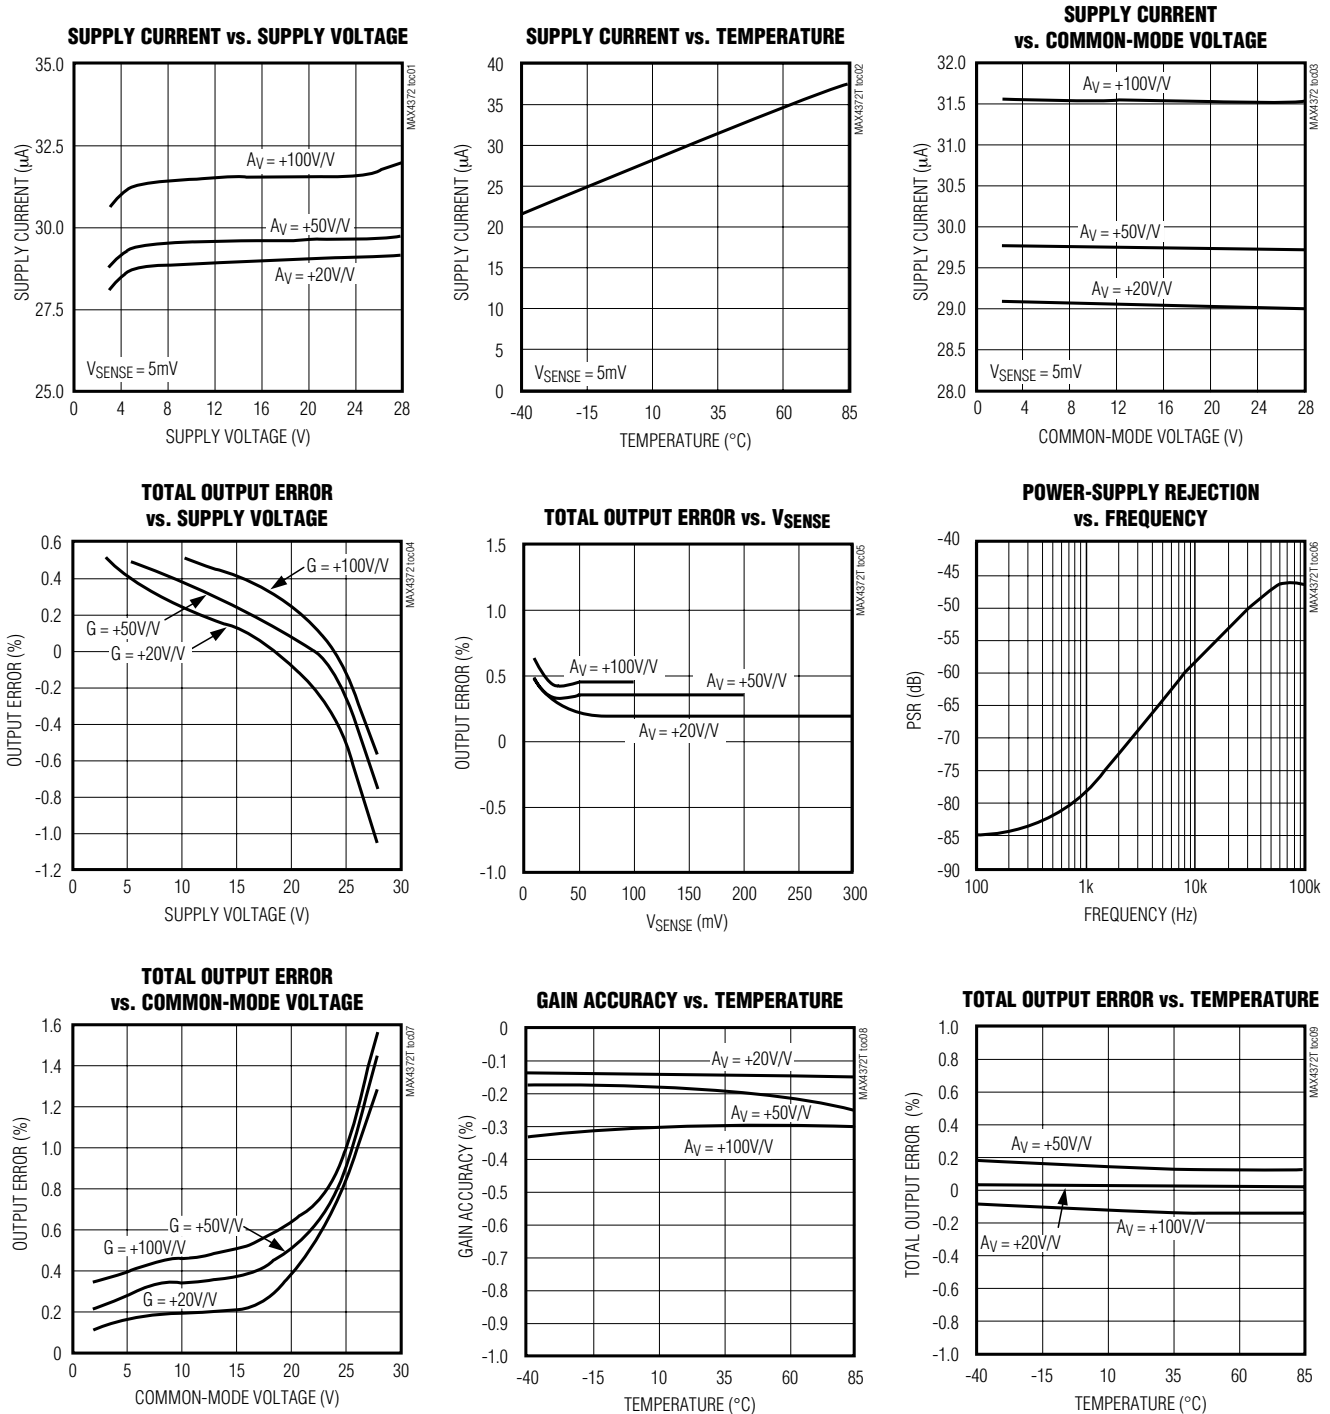 SUPPLY CURRENT vs. SUPPLY VOLTAGE
MAX4372 toc01
SUPPLY CURRENT (μA)
35.0
32.5
30.0
27.5
25.0
AV = +100V/V
AV = +50V/V
AV = +20V/V
VSENSE = 5mV
0 4 8 12 16 20 24 28
SUPPLY VOLTAGE (V)
SUPPLY CURRENT vs. TEMPERATURE
MAX4372T toc02
SUPPLY CURRENT (μA)
40
35
30
25
20
15
10
5
0
VSENSE = 5mV
-40 -15 10 35 60 85
TEMPERATURE (°C)
SUPPLY CURRENT
vs. COMMON-MODE VOLTAGE
MAX4372 toc03
SUPPLY CURRENT (μA)
32.0
31.5
31.0
30.5
30.0
29.5
29.0
28.5
28.0
AV = +100V/V
AV = +50V/V
AV = +20V/V
VSENSE = 5mV
0 4 8 12 16 20 24 28
COMMON-MODE VOLTAGE (V)
TOTAL OUTPUT ERROR
vs. SUPPLY VOLTAGE
MAX4372 toc04
OUTPUT ERROR (%)
0.6
0.4
0.2
0
-0.2
-0.4
-0.6
-0.8
-1.0
-1.2
G = +100V/V
G = +50V/V
G = +20V/V
0 5 10 15 20 25 30
SUPPLY VOLTAGE (V)
TOTAL OUTPUT ERROR vs. VSENSE
MAX4372T toc05
OUTPUT ERROR (%)
1.5
1.0
0.5
0
-0.5
-1.0
AV = +100V/V
AV = +50V/V
AV = +20V/V
0 50 100 150 200 250 300
VSENSE (mV)
POWER-SUPPLY REJECTION
vs. FREQUENCY
MAX4372T toc06
PSR (dB)
-40
-45
-50
-55
-60
-65
-70
-75
-80
-85
-90
100 1k 10k 100k
FREQUENCY (Hz)
TOTAL OUTPUT ERROR
vs. COMMON-MODE VOLTAGE
MAX4372T toc07
OUTPUT ERROR (%)
1.6
1.4
1.2
1.0
0.8
0.6
0.4
0.2
0
G = +50V/V
G = +100V/V
G = +20V/V
0 5 10 15 20 25 30
COMMON-MODE VOLTAGE (V)
GAIN ACCURACY vs. TEMPERATURE
MAX4372T toc08
GAIN ACCURACY (%)
0
-0.1
-0.2
-0.3
-0.4
-0.5
-0.6
-0.7
-0.8
-0.9
-1.0
AV = +20V/V
AV = +50V/V
AV = +100V/V
-40 -15 10 35 60 85
TEMPERATURE (°C)
TOTAL OUTPUT ERROR vs. TEMPERATURE
MAX4372T toc09
TOTAL OUTPUT ERROR (%)
1.0
0.8
0.6
0.4
0.2
0
-0.2
-0.4
-0.6
-0.8
-1.0
AV = +50V/V
AV = +100V/V
AV = +20V/V
-40 -15 10 35 60 85
TEMPERATURE (°C)